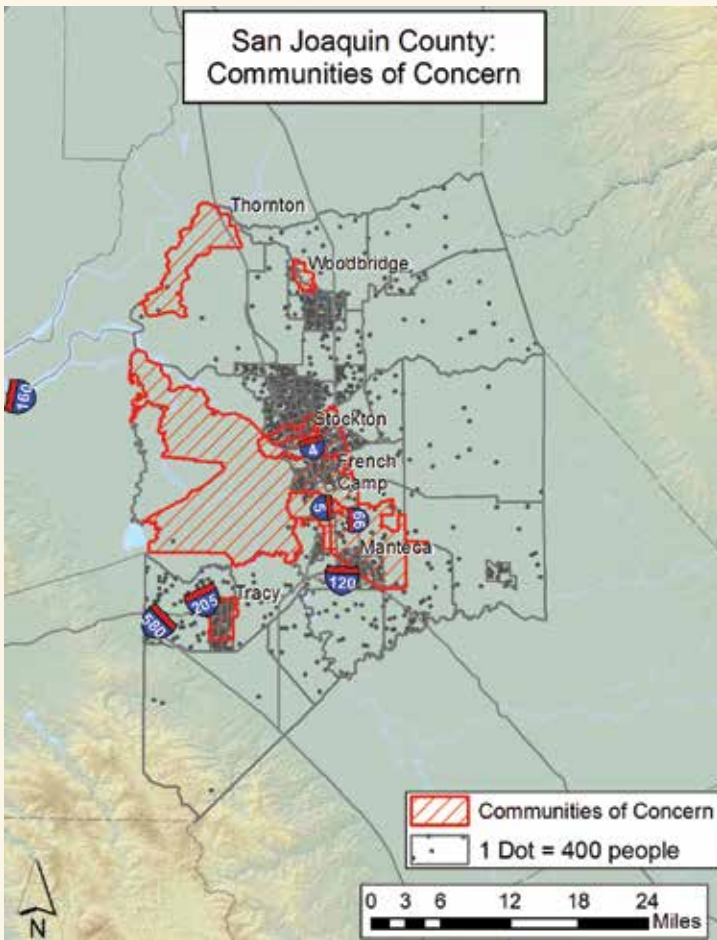 San Joaquin County:
Communities of Concern
Thornton
Woodbridge
160
Stockton
4
French
Camp
5
99
Manteca
120
205
Tracy
580
Communities of Concern
1 Dot = 400 people
0 3 6 12 18 24
Miles
N